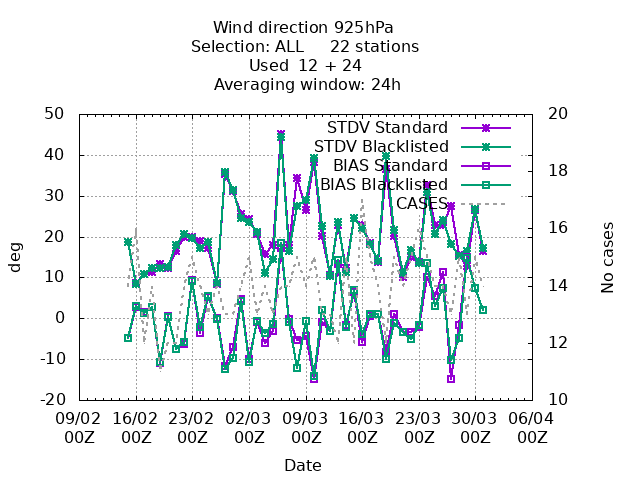 Wind direction 925hPa
Selection: ALL 22 stations
Used 12 + 24
Averaging window: 24h
50
40
30
20
10
0
-10
-20
deg
20
18
16
14
12
10
No cases
STDV Standard
STDV Blacklisted
BIAS Standard
BIAS Blacklisted
CASES
09/02 16/02 23/02 02/03 09/03 16/03 23/03 30/03 06/04
00Z 00Z 00Z 00Z 00Z 00Z 00Z 00Z 00Z
Date